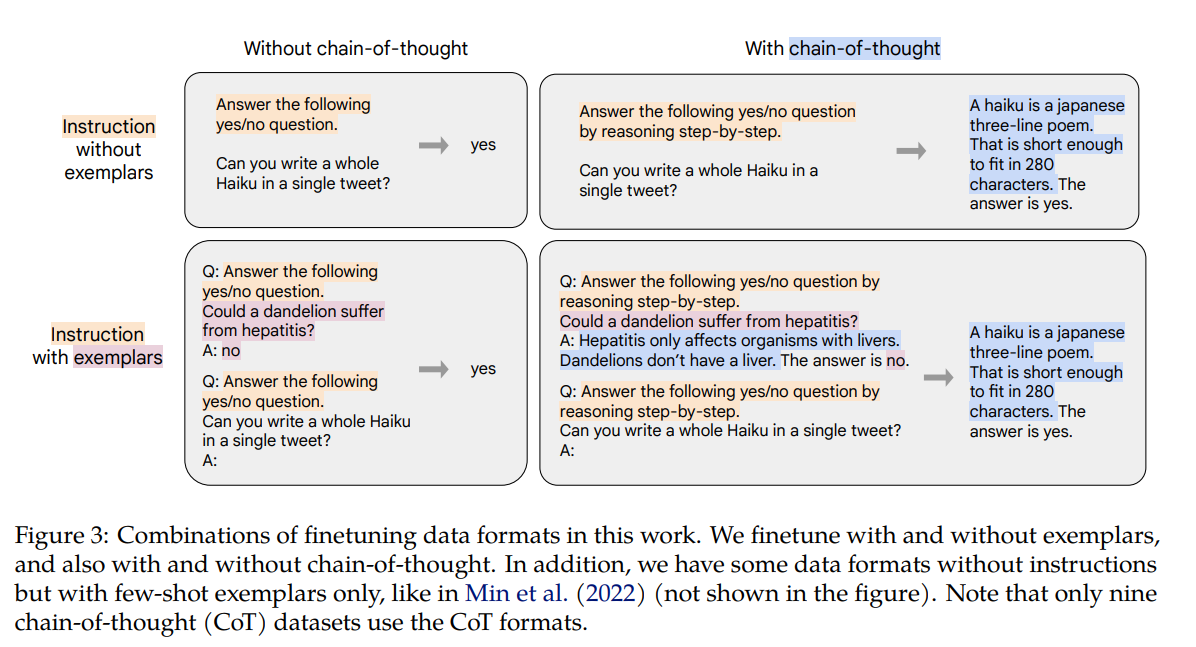 Without chain-of-thought
With chain-of-thought
Instruction
without
exemplars
Answer the following
yes/no question.
Can you write a whole
Haiku in a single tweet?
yes
Answer the following yes/no question
by reasoning step-by-step.
Can you write a whole Haiku in a
single tweet?
A haiku is a japanese
three-line poem.
That is short enough
to fit in 280
characters. The
answer is yes.
Instruction
with exemplars
Q: Answer the following
yes/no question.
Could a dandelion suffer
from hepatitis?
A: no
Q: Answer the following
yes/no question.
Can you write a whole Haiku
in a single tweet?
A:
yes
Q: Answer the following yes/no question by
reasoning step-by-step.
Could a dandelion suffer from hepatitis?
A: Hepatitis only affects organisms with livers.
Dandelions don’t have a liver. The answer is no.
Q: Answer the following yes/no question by
reasoning step-by-step.
Can you write a whole Haiku in a single tweet?
A:
A haiku is a japanese
three-line poem.
That is short enough
to fit in 280
characters. The
answer is yes.
Figure 3: Combinations of finetuning data formats in this work. We finetune with and without exemplars,
and also with and without chain-of-thought. In addition, we have some data formats without instructions
but with few-shot exemplars only, like in Min et al. (2022) (not shown in the figure). Note that only nine
chain-of-thought (CoT) datasets use the CoT formats.